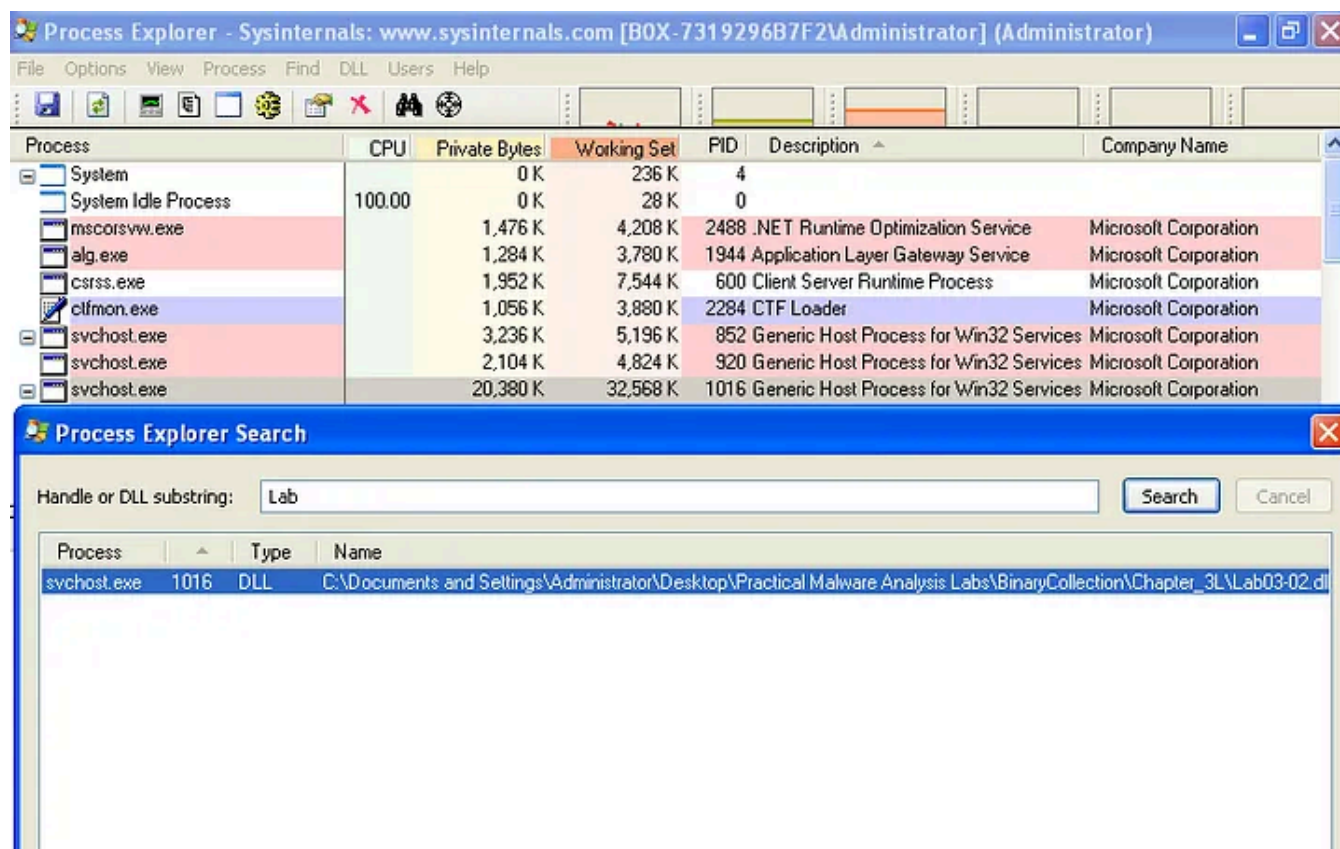 Process Explorer - Sysinternals: www.sysinternals.com [BOX-7319296B7F2\Administrator] (Administrator)
File Options View Process Find DLL Users Help
Process CPU Private Bytes Working Set PID Description Company Name
System 0 K 236 K 4
System Idle Process 100.00 0 K 28 K 0
mscorsvw.exe 1,476 K 4,208 K 2488 .NET Runtime Optimization Service Microsoft Corporation
alg.exe 1,284 K 3,780 K 1944 Application Layer Gateway Service Microsoft Corporation
csrss.exe 1,952 K 7,544 K 600 Client Server Runtime Process Microsoft Corporation
ctfmon.exe 1,056 K 3,880 K 2284 CTF Loader Microsoft Corporation
svchost.exe 3,236 K 5,196 K 852 Generic Host Process for Win32 Services Microsoft Corporation
svchost.exe 2,104 K 4,824 K 920 Generic Host Process for Win32 Services Microsoft Corporation
svchost.exe 20,380 K 32,568 K 1016 Generic Host Process for Win32 Services Microsoft Corporation
Process Explorer Search
Handle or DLL substring: Lab Search Cancel
Process Type Name
svchost.exe 1016 DLL C:\Documents and Settings\Administrator\Desktop\Practical Malware Analysis Labs\BinaryCollection\Chapter_3L\Lab03-02.dll